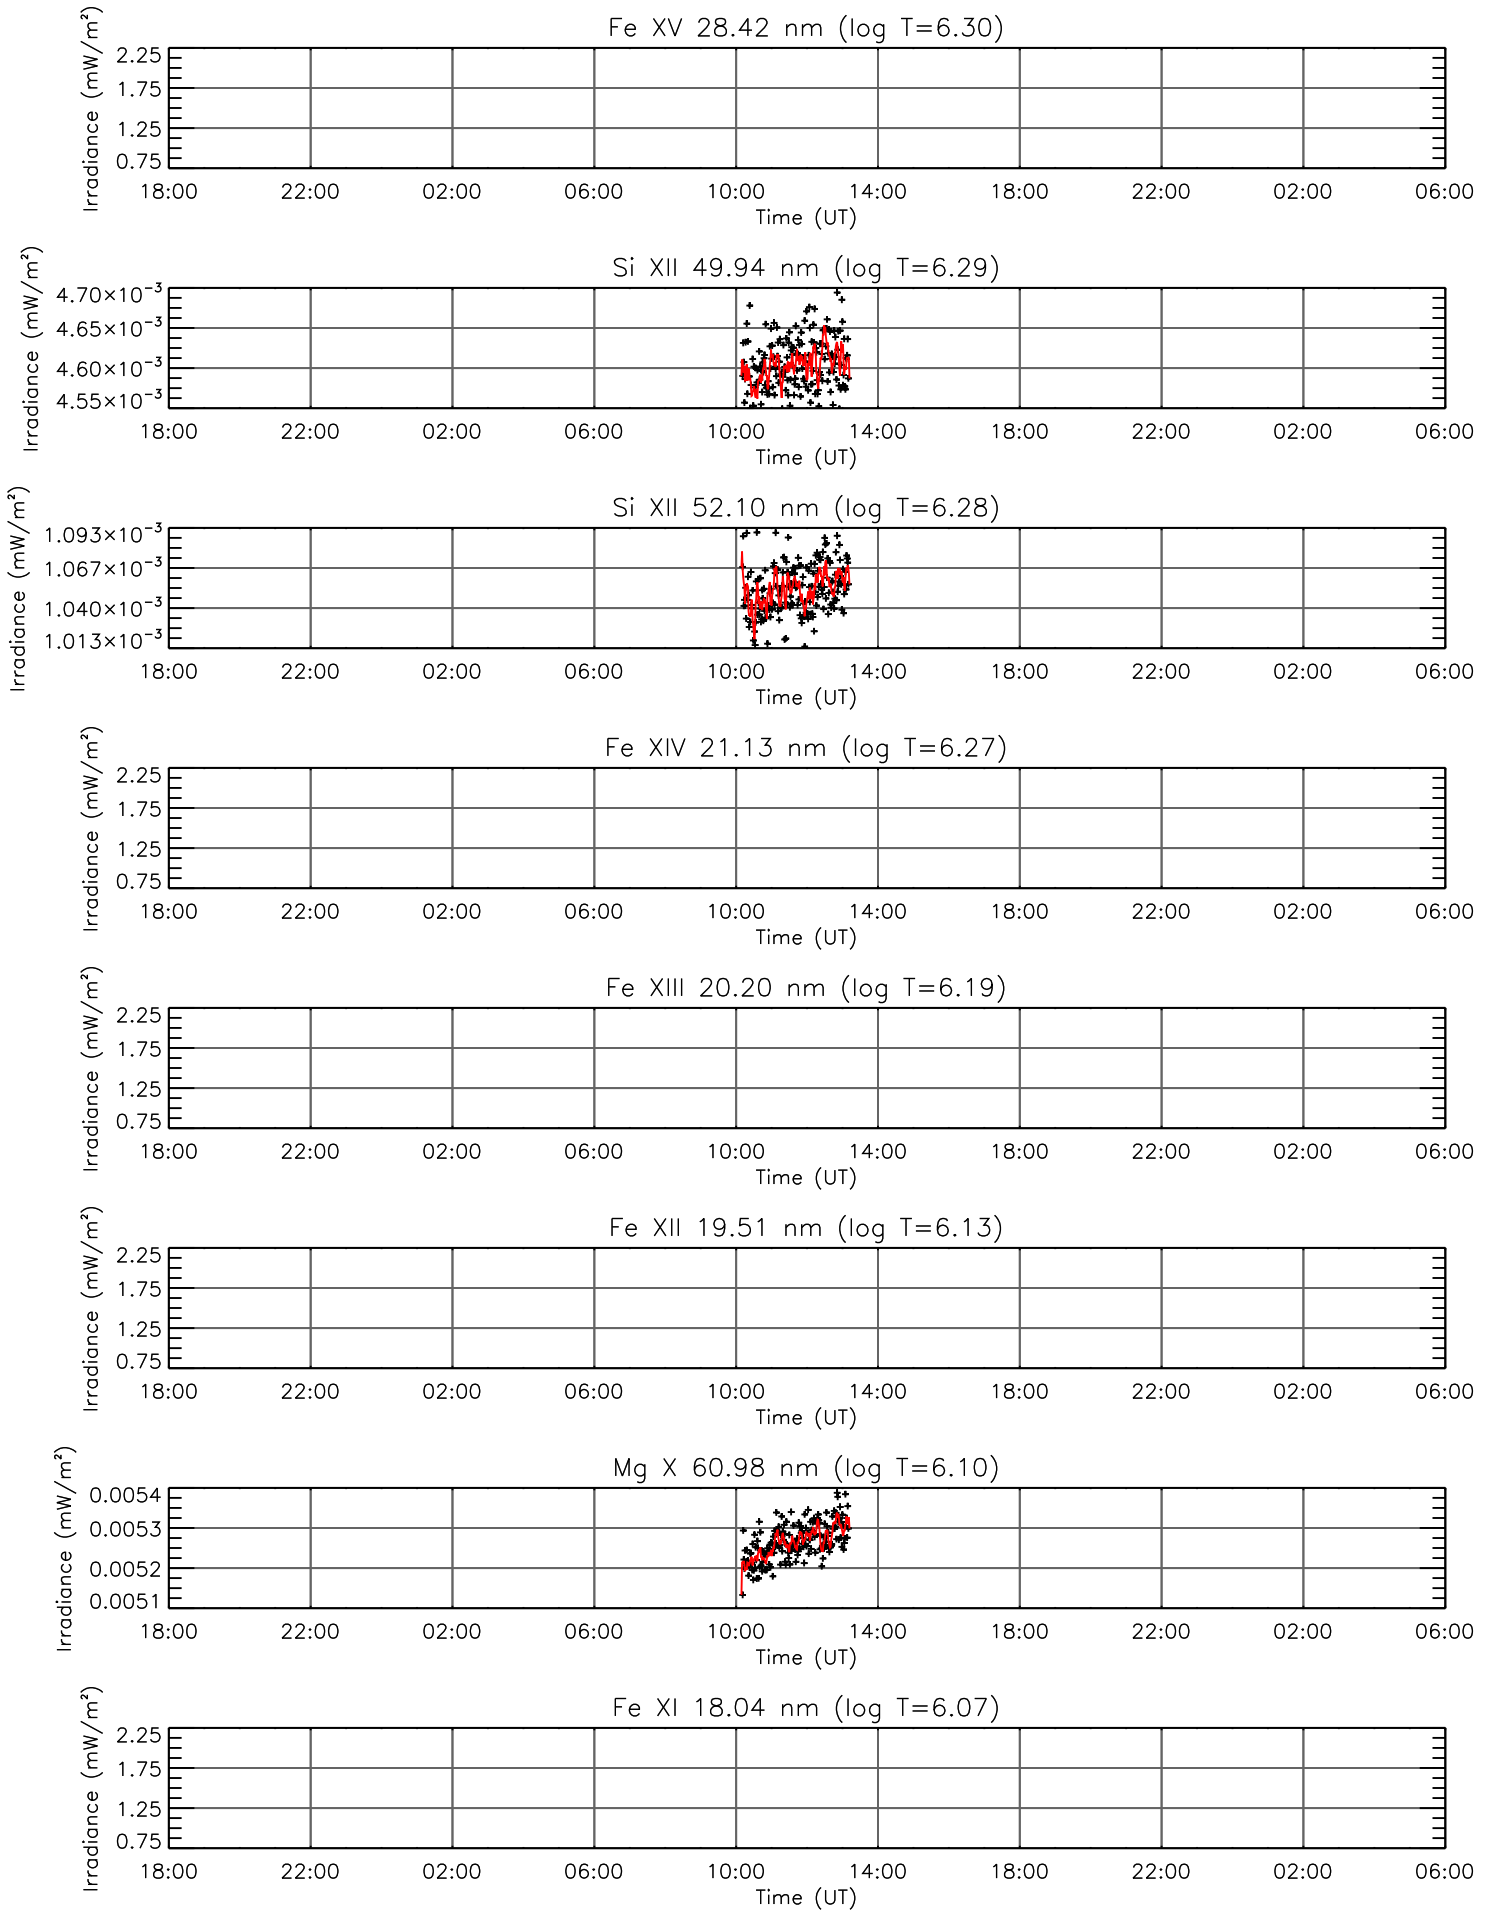 Fe XV 28.42 nm (log T=6.30)
Irradiance (mW/m²)
2.25
1.75
1.25
0.75
18:00 22:00 02:00 06:00 10:00 14:00 18:00 22:00 02:00 06:00
Time (UT)
Si XII 49.94 nm (log T=6.29)
Irradiance (mW/m²)
4.70×10⁻³
4.65×10⁻³
4.60×10⁻³
4.55×10⁻³
18:00 22:00 02:00 06:00 10:00 14:00 18:00 22:00 02:00 06:00
Time (UT)
Si XII 52.10 nm (log T=6.28)
Irradiance (mW/m²)
1.093×10⁻³
1.067×10⁻³
1.040×10⁻³
1.013×10⁻³
18:00 22:00 02:00 06:00 10:00 14:00 18:00 22:00 02:00 06:00
Time (UT)
Fe XIV 21.13 nm (log T=6.27)
Irradiance (mW/m²)
2.25
1.75
1.25
0.75
18:00 22:00 02:00 06:00 10:00 14:00 18:00 22:00 02:00 06:00
Time (UT)
Fe XIII 20.20 nm (log T=6.19)
Irradiance (mW/m²)
2.25
1.75
1.25
0.75
18:00 22:00 02:00 06:00 10:00 14:00 18:00 22:00 02:00 06:00
Time (UT)
Fe XII 19.51 nm (log T=6.13)
Irradiance (mW/m²)
2.25
1.75
1.25
0.75
18:00 22:00 02:00 06:00 10:00 14:00 18:00 22:00 02:00 06:00
Time (UT)
Mg X 60.98 nm (log T=6.10)
Irradiance (mW/m²)
0.0054
0.0053
0.0052
0.0051
18:00 22:00 02:00 06:00 10:00 14:00 18:00 22:00 02:00 06:00
Time (UT)
Fe XI 18.04 nm (log T=6.07)
Irradiance (mW/m²)
2.25
1.75
1.25
0.75
18:00 22:00 02:00 06:00 10:00 14:00 18:00 22:00 02:00 06:00
Time (UT)